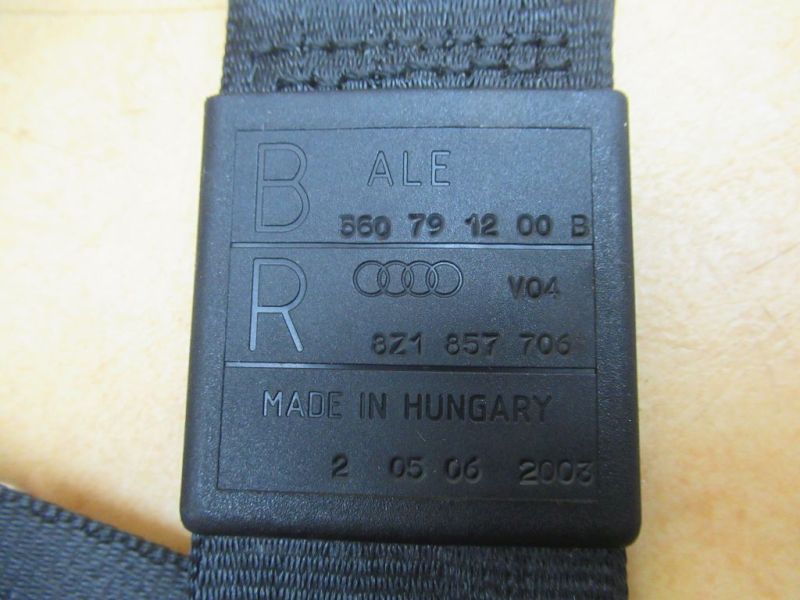 B ALE
560 79 12 00 B
R V04
8Z1 857 706
MADE IN HUNGARY
2 05 06 2003